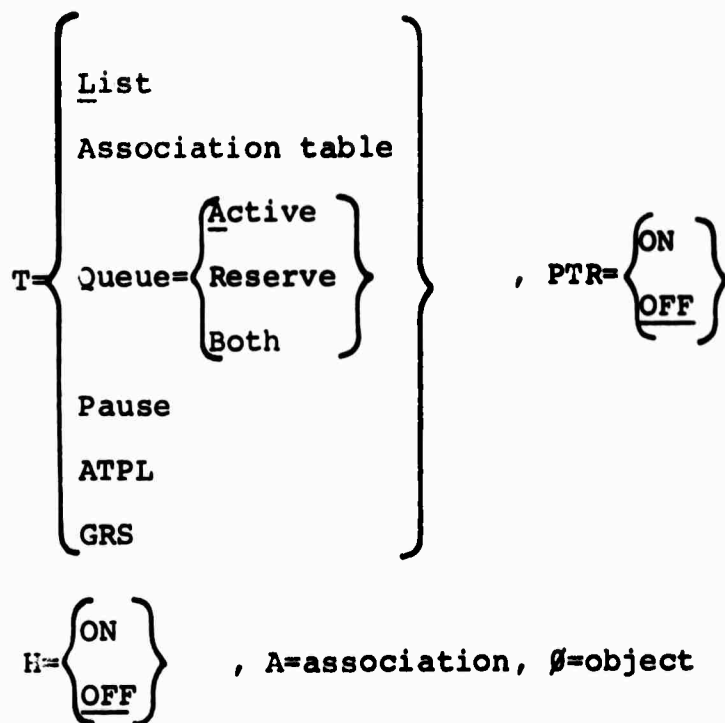 List
Association table
Active
T= Queue= Reserve , PTR= ON
OFF
Both
Pause
ATPL
GRS
ON
H= , A=association, Ø=object
OFF